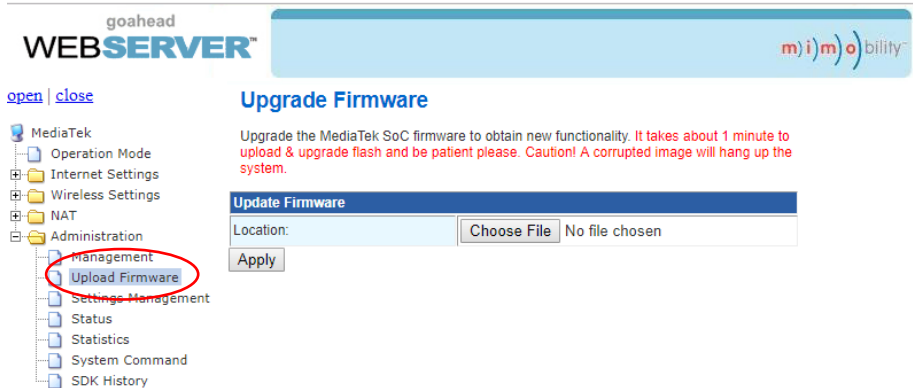 goahead
WEBSERVER™
m)i)m)o)bility™
open | close
MediaTek
Operation Mode
Internet Settings
Wireless Settings
NAT
Administration
Management
Upload Firmware
Settings Management
Status
Statistics
System Command
SDK History
Upgrade Firmware
Upgrade the MediaTek SoC firmware to obtain new functionality. It takes about 1 minute to
upload & upgrade flash and be patient please. Caution! A corrupted image will hang up the
system.
Update Firmware
Location: Choose File No file chosen
Apply